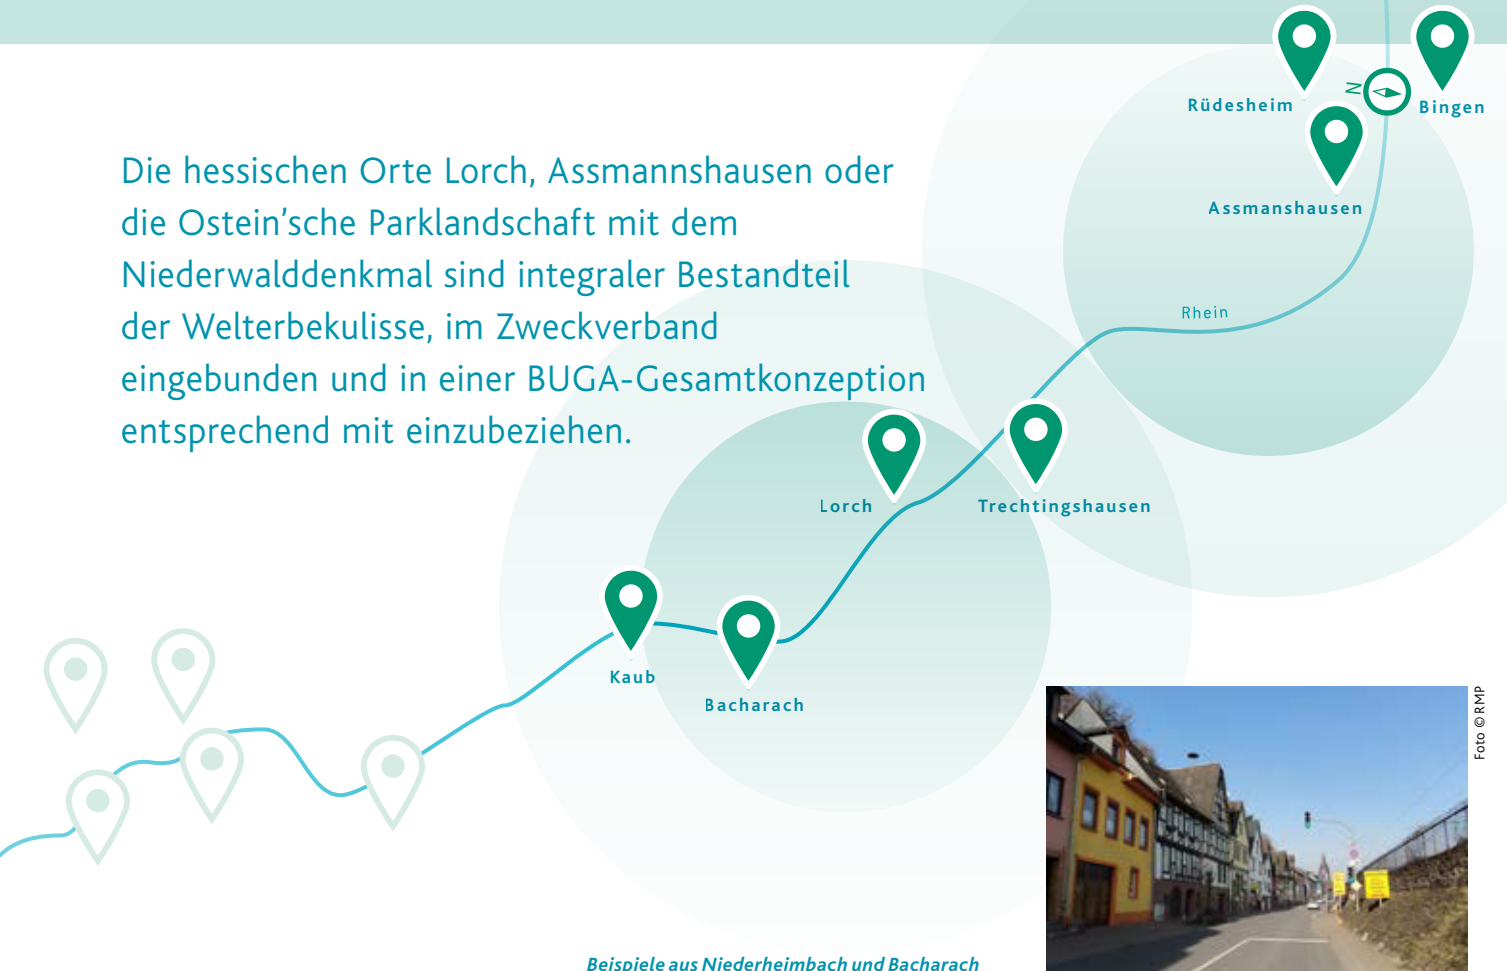 Rüdesheim
N
Bingen
Assmanshausen
Die hessischen Orte Lorch, Assmannshausen oder
die Ostein’sche Parklandschaft mit dem
Niederwalddenkmal sind integraler Bestandteil
der Welterbekulisse, im Zweckverband
eingebunden und in einer BUGA-Gesamtkonzeption
entsprechend mit einzubeziehen.
Rhein
Lorch
Trechtingshausen
Kaub
Bacharach
Foto © RMP
Beispiele aus Niederheimbach und Bacharach